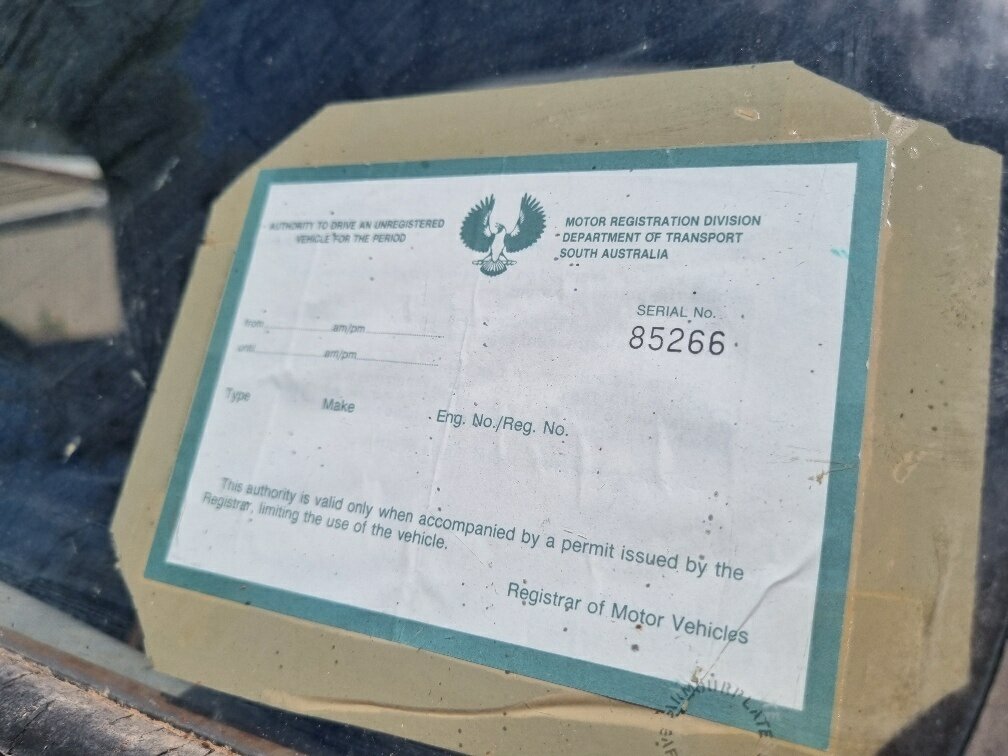 AUTHORITY TO DRIVE AN UNREGISTERED
VEHICLE FOR THE PERIOD
MOTOR REGISTRATION DIVISION
DEPARTMENT OF TRANSPORT
SOUTH AUSTRALIA
SERIAL No.
85266
from am/pm
until am/pm
Type Make Eng. No./Reg. No.
This authority is valid only when accompanied by a permit issued by the
Registrar, limiting the use of the vehicle.
Registrar of Motor Vehicles
ARMOURPLATE